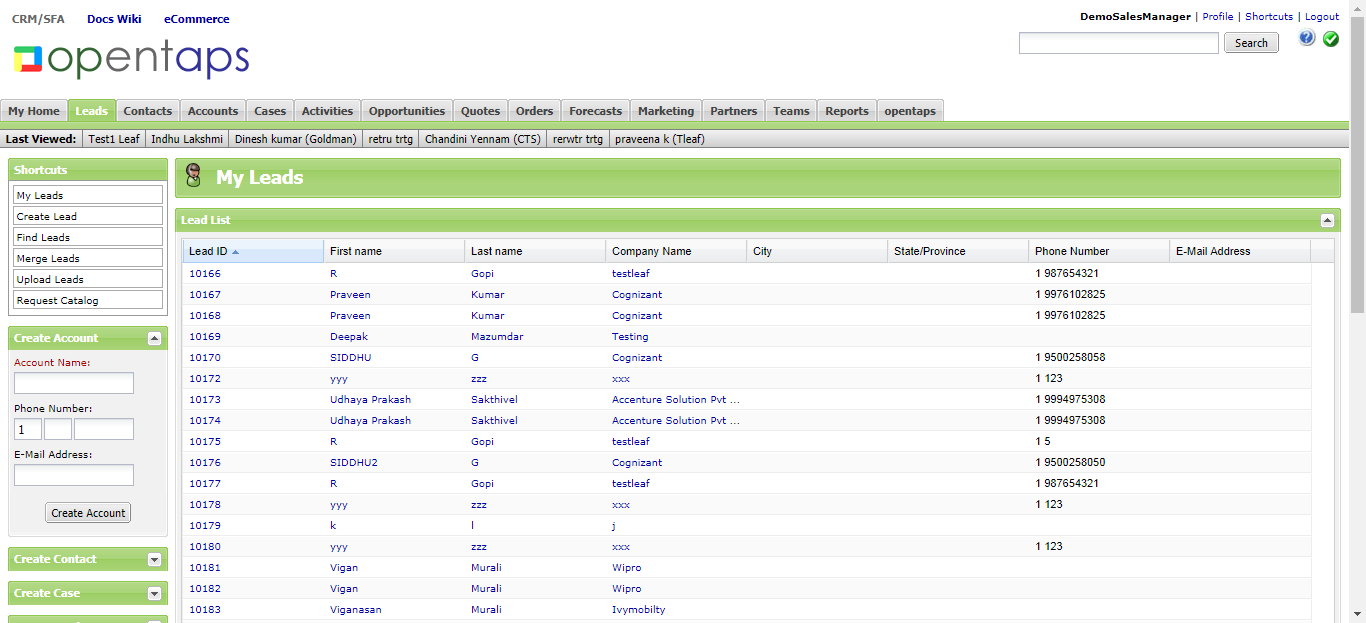 CRM/SFA Docs Wiki eCommerce
DemoSalesManager | Profile | Shortcuts | Logout
opentaps
Search
My Home Leads Contacts Accounts Cases Activities Opportunities Quotes Orders Forecasts Marketing Partners Teams Reports opentaps
Last Viewed: Test1 Leaf Indhu Lakshmi Dinesh kumar (Goldman) retru trtg Chandini Yennam (CTS) rerwtr trtg praveena k (Tleaf)
Shortcuts
My Leads
Create Lead
Find Leads
Merge Leads
Upload Leads
Request Catalog
Create Account
Account Name:
Phone Number:
1
E-Mail Address:
Create Account
Create Contact
Create Case
My Leads
Lead List
Lead ID First name Last name Company Name City State/Province Phone Number E-Mail Address
10166 R Gopi testleaf 1 987654321
10167 Praveen Kumar Cognizant 1 9976102825
10168 Praveen Kumar Cognizant 1 9976102825
10169 Deepak Mazumdar Testing
10170 SIDDHU G Cognizant 1 9500258058
10172 yyy zzz xxx 1 123
10173 Udhaya Prakash Sakthivel Accenture Solution Pvt ... 1 9994975308
10174 Udhaya Prakash Sakthivel Accenture Solution Pvt ... 1 9994975308
10175 R Gopi testleaf 1 5
10176 SIDDHU2 G Cognizant 1 9500258050
10177 R Gopi testleaf 1 987654321
10178 yyy zzz xxx 1 123
10179 k l j
10180 yyy zzz xxx 1 123
10181 Vigan Murali Wipro
10182 Vigan Murali Wipro
10183 Viganasan Murali Ivymobilty